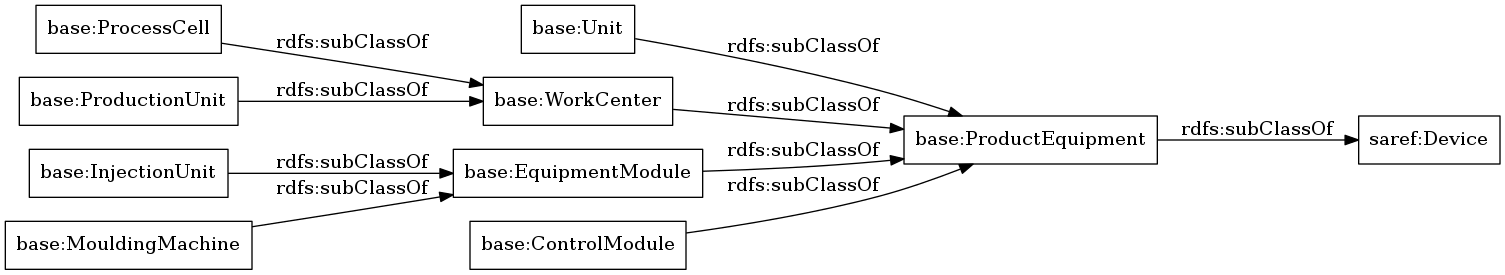 base:ProcessCell
rdfs:subClassOf
base:Unit
rdfs:subClassOf
base:ProductionUnit
rdfs:subClassOf
base:WorkCenter
rdfs:subClassOf
base:ProductEquipment
rdfs:subClassOf
saref:Device
base:InjectionUnit
rdfs:subClassOf
base:EquipmentModule
rdfs:subClassOf
base:MouldingMachine
rdfs:subClassOf
base:ControlModule
rdfs:subClassOf